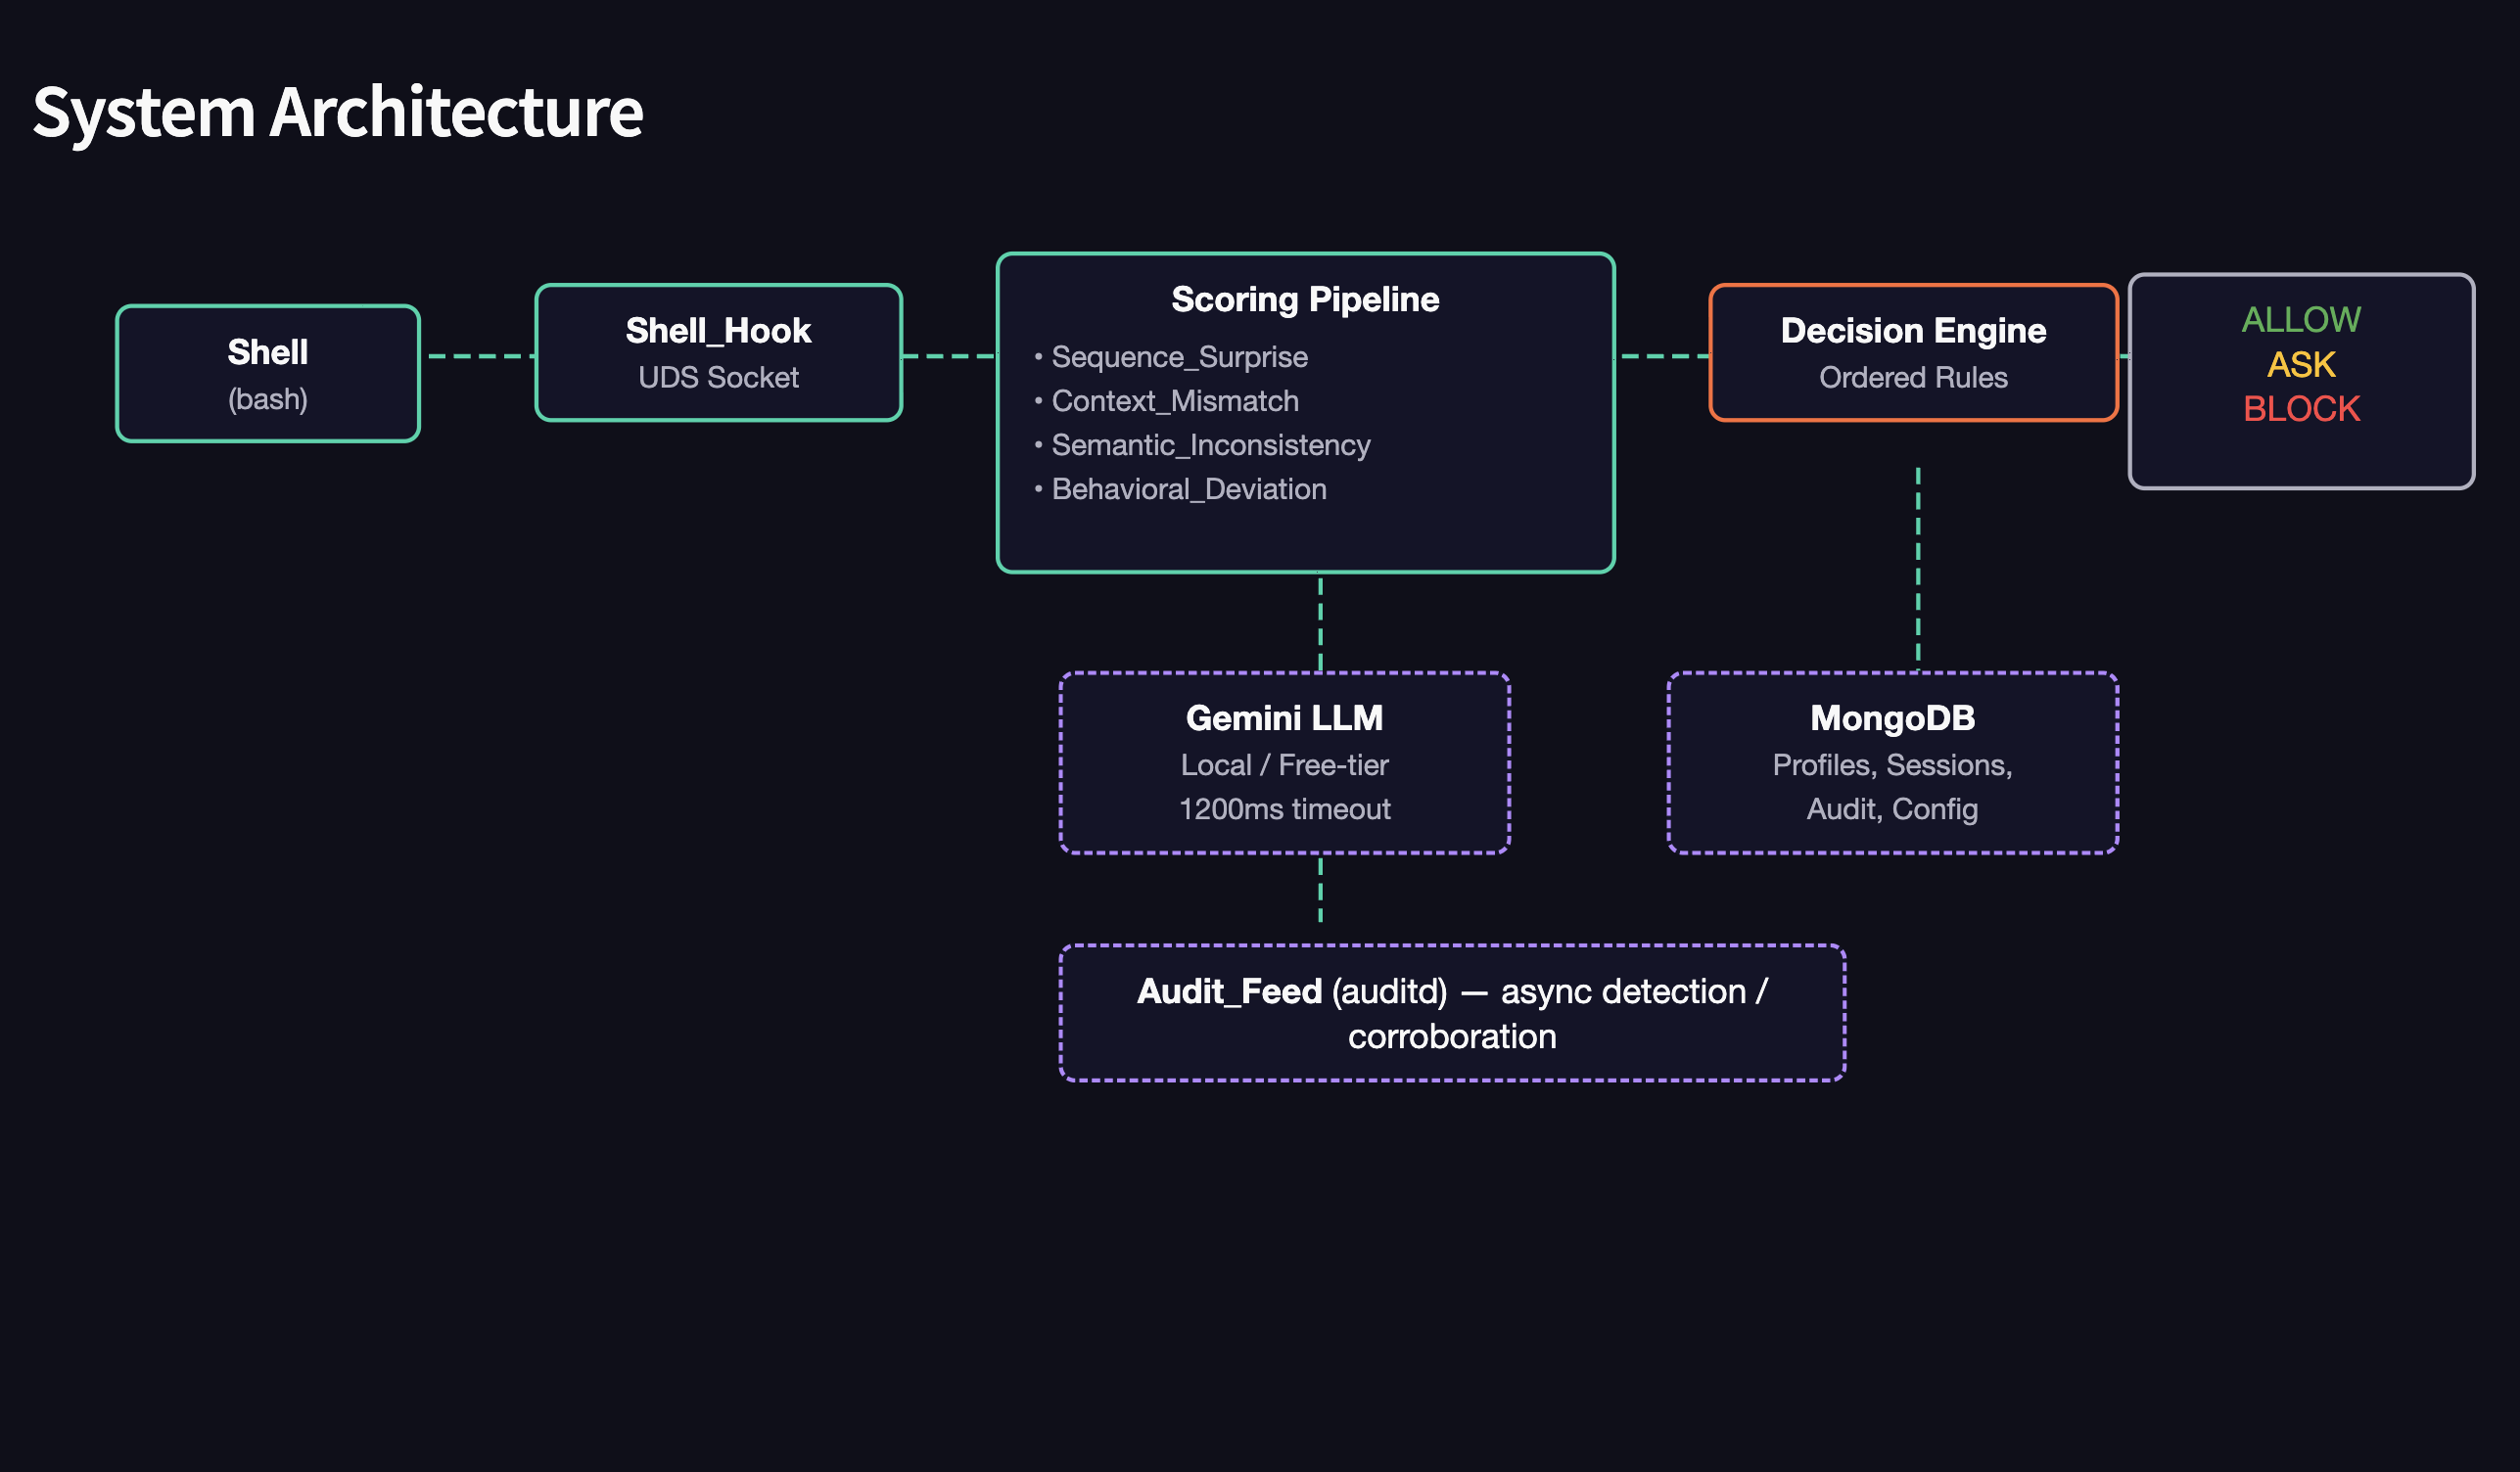 System Architecture
Shell
(bash)
Shell_Hook
UDS Socket
Scoring Pipeline
• Sequence_Surprise
• Context_Mismatch
• Semantic_Inconsistency
• Behavioral_Deviation
Decision Engine
Ordered Rules
ALLOW
ASK
BLOCK
Gemini LLM
Local / Free-tier
1200ms timeout
MongoDB
Profiles, Sessions,
Audit, Config
Audit_Feed (auditd) — async detection /
corroboration